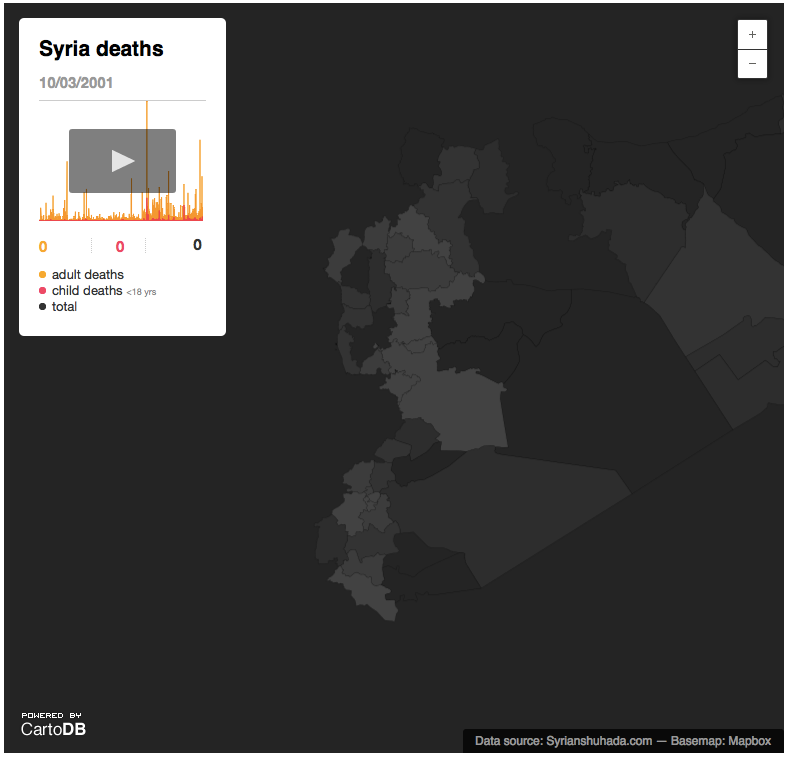 Syria deaths
10/03/2001
0 0 0
adult deaths
child deaths <18 yrs
total
+
−
POWERED BY
CartoDB
Data source: Syrianshuhada.com — Basemap: Mapbox